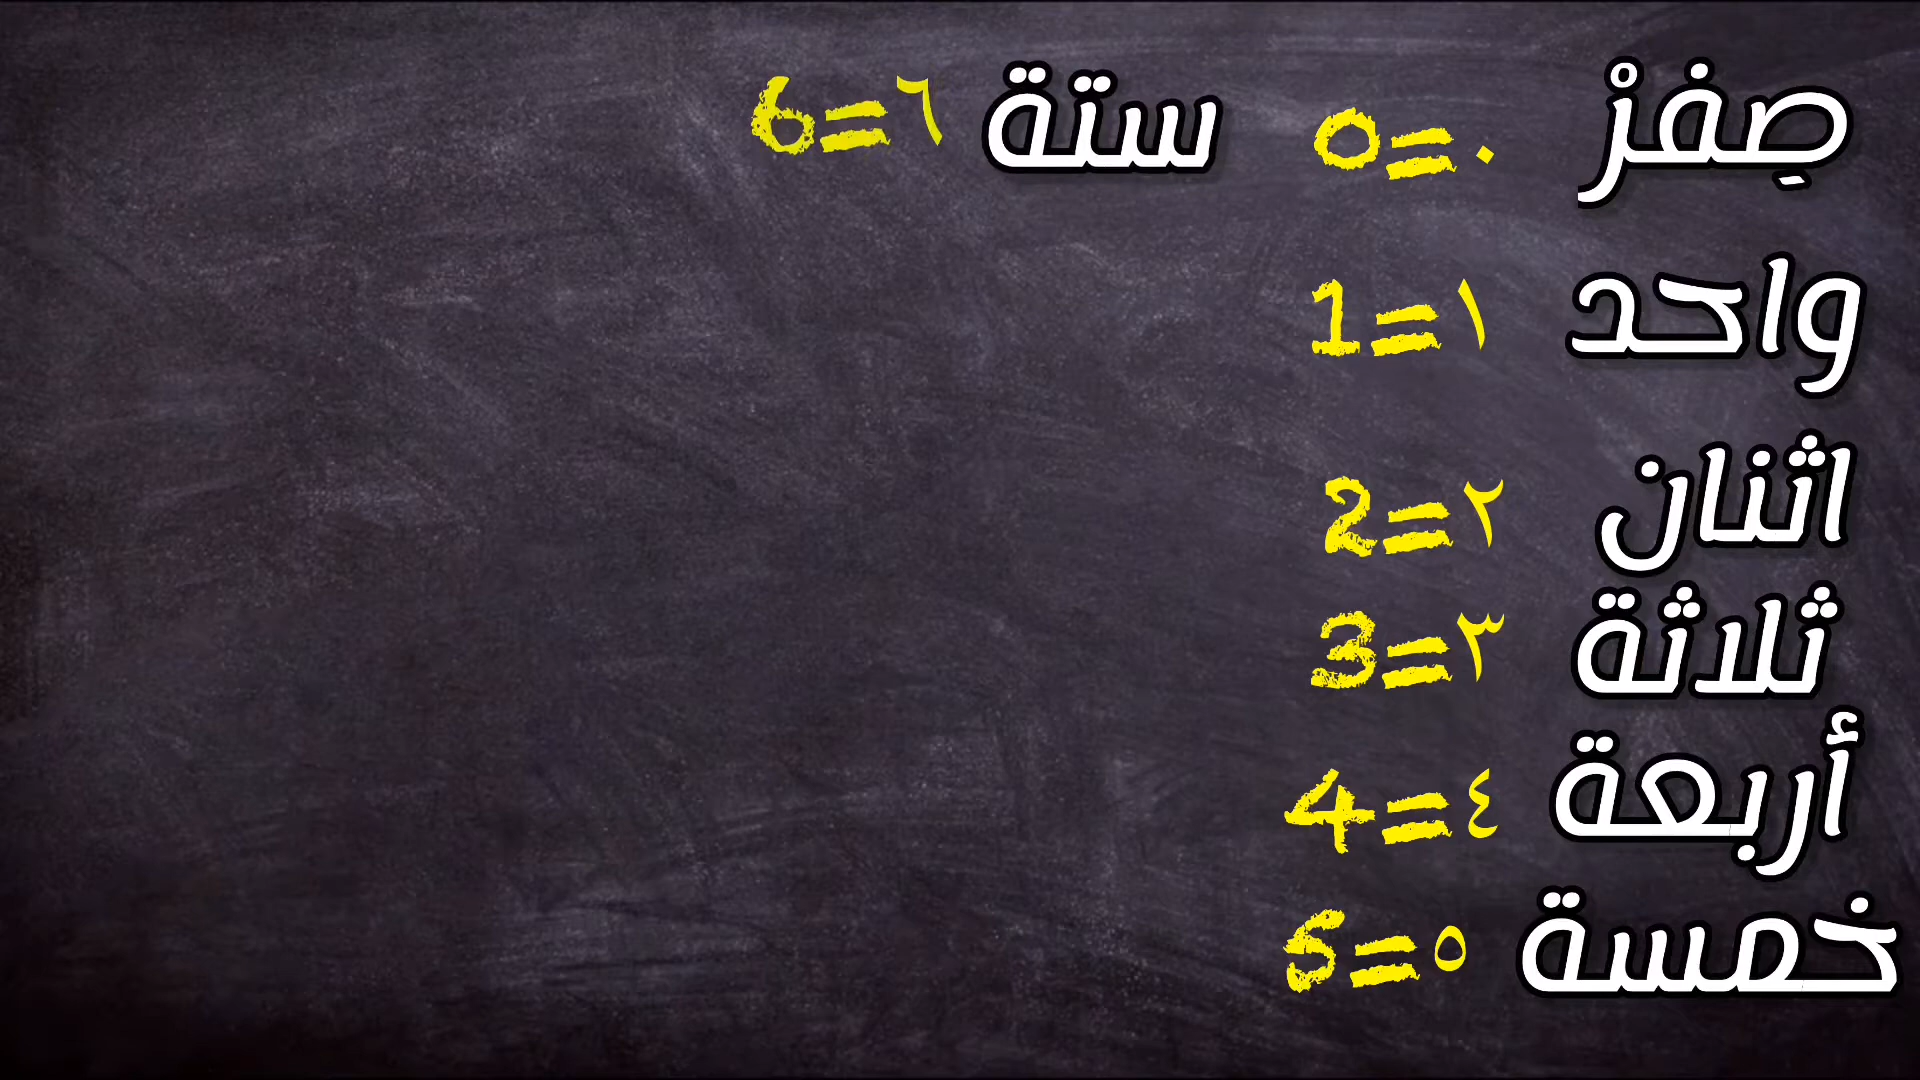 صِفرْ ٠=0
واحد ١=1
اثنان ٢=2
ثلاثة ٣=3
أربعة ٤=4
خمسة ٥=5
ستة ٦=6